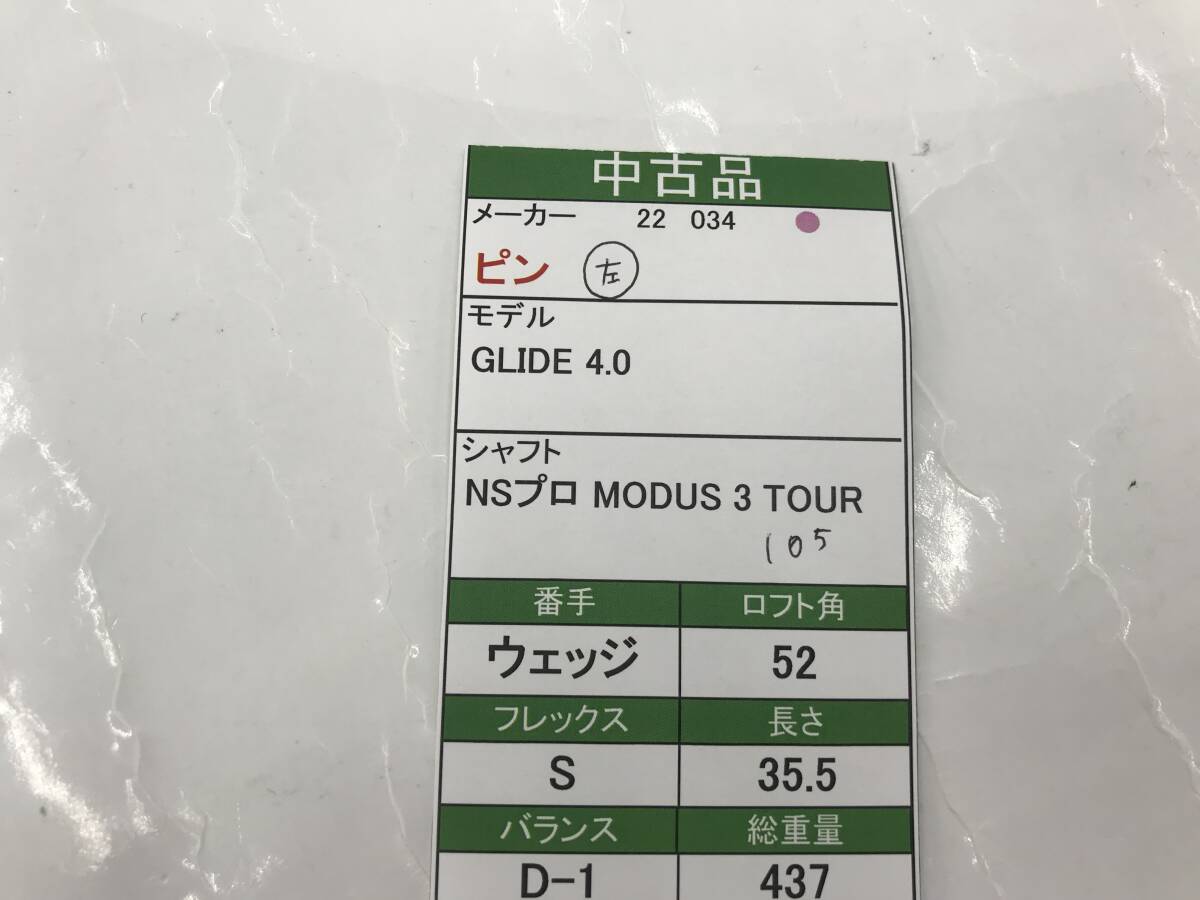 中古品
メーカー 22 034
ピン 左
モデル
GLIDE 4.0
シャフト
NSプロ MODUS 3 TOUR
105
番手 ロフト角
ウェッジ 52
フレックス 長さ
S 35.5
バランス 総重量
D-1 437